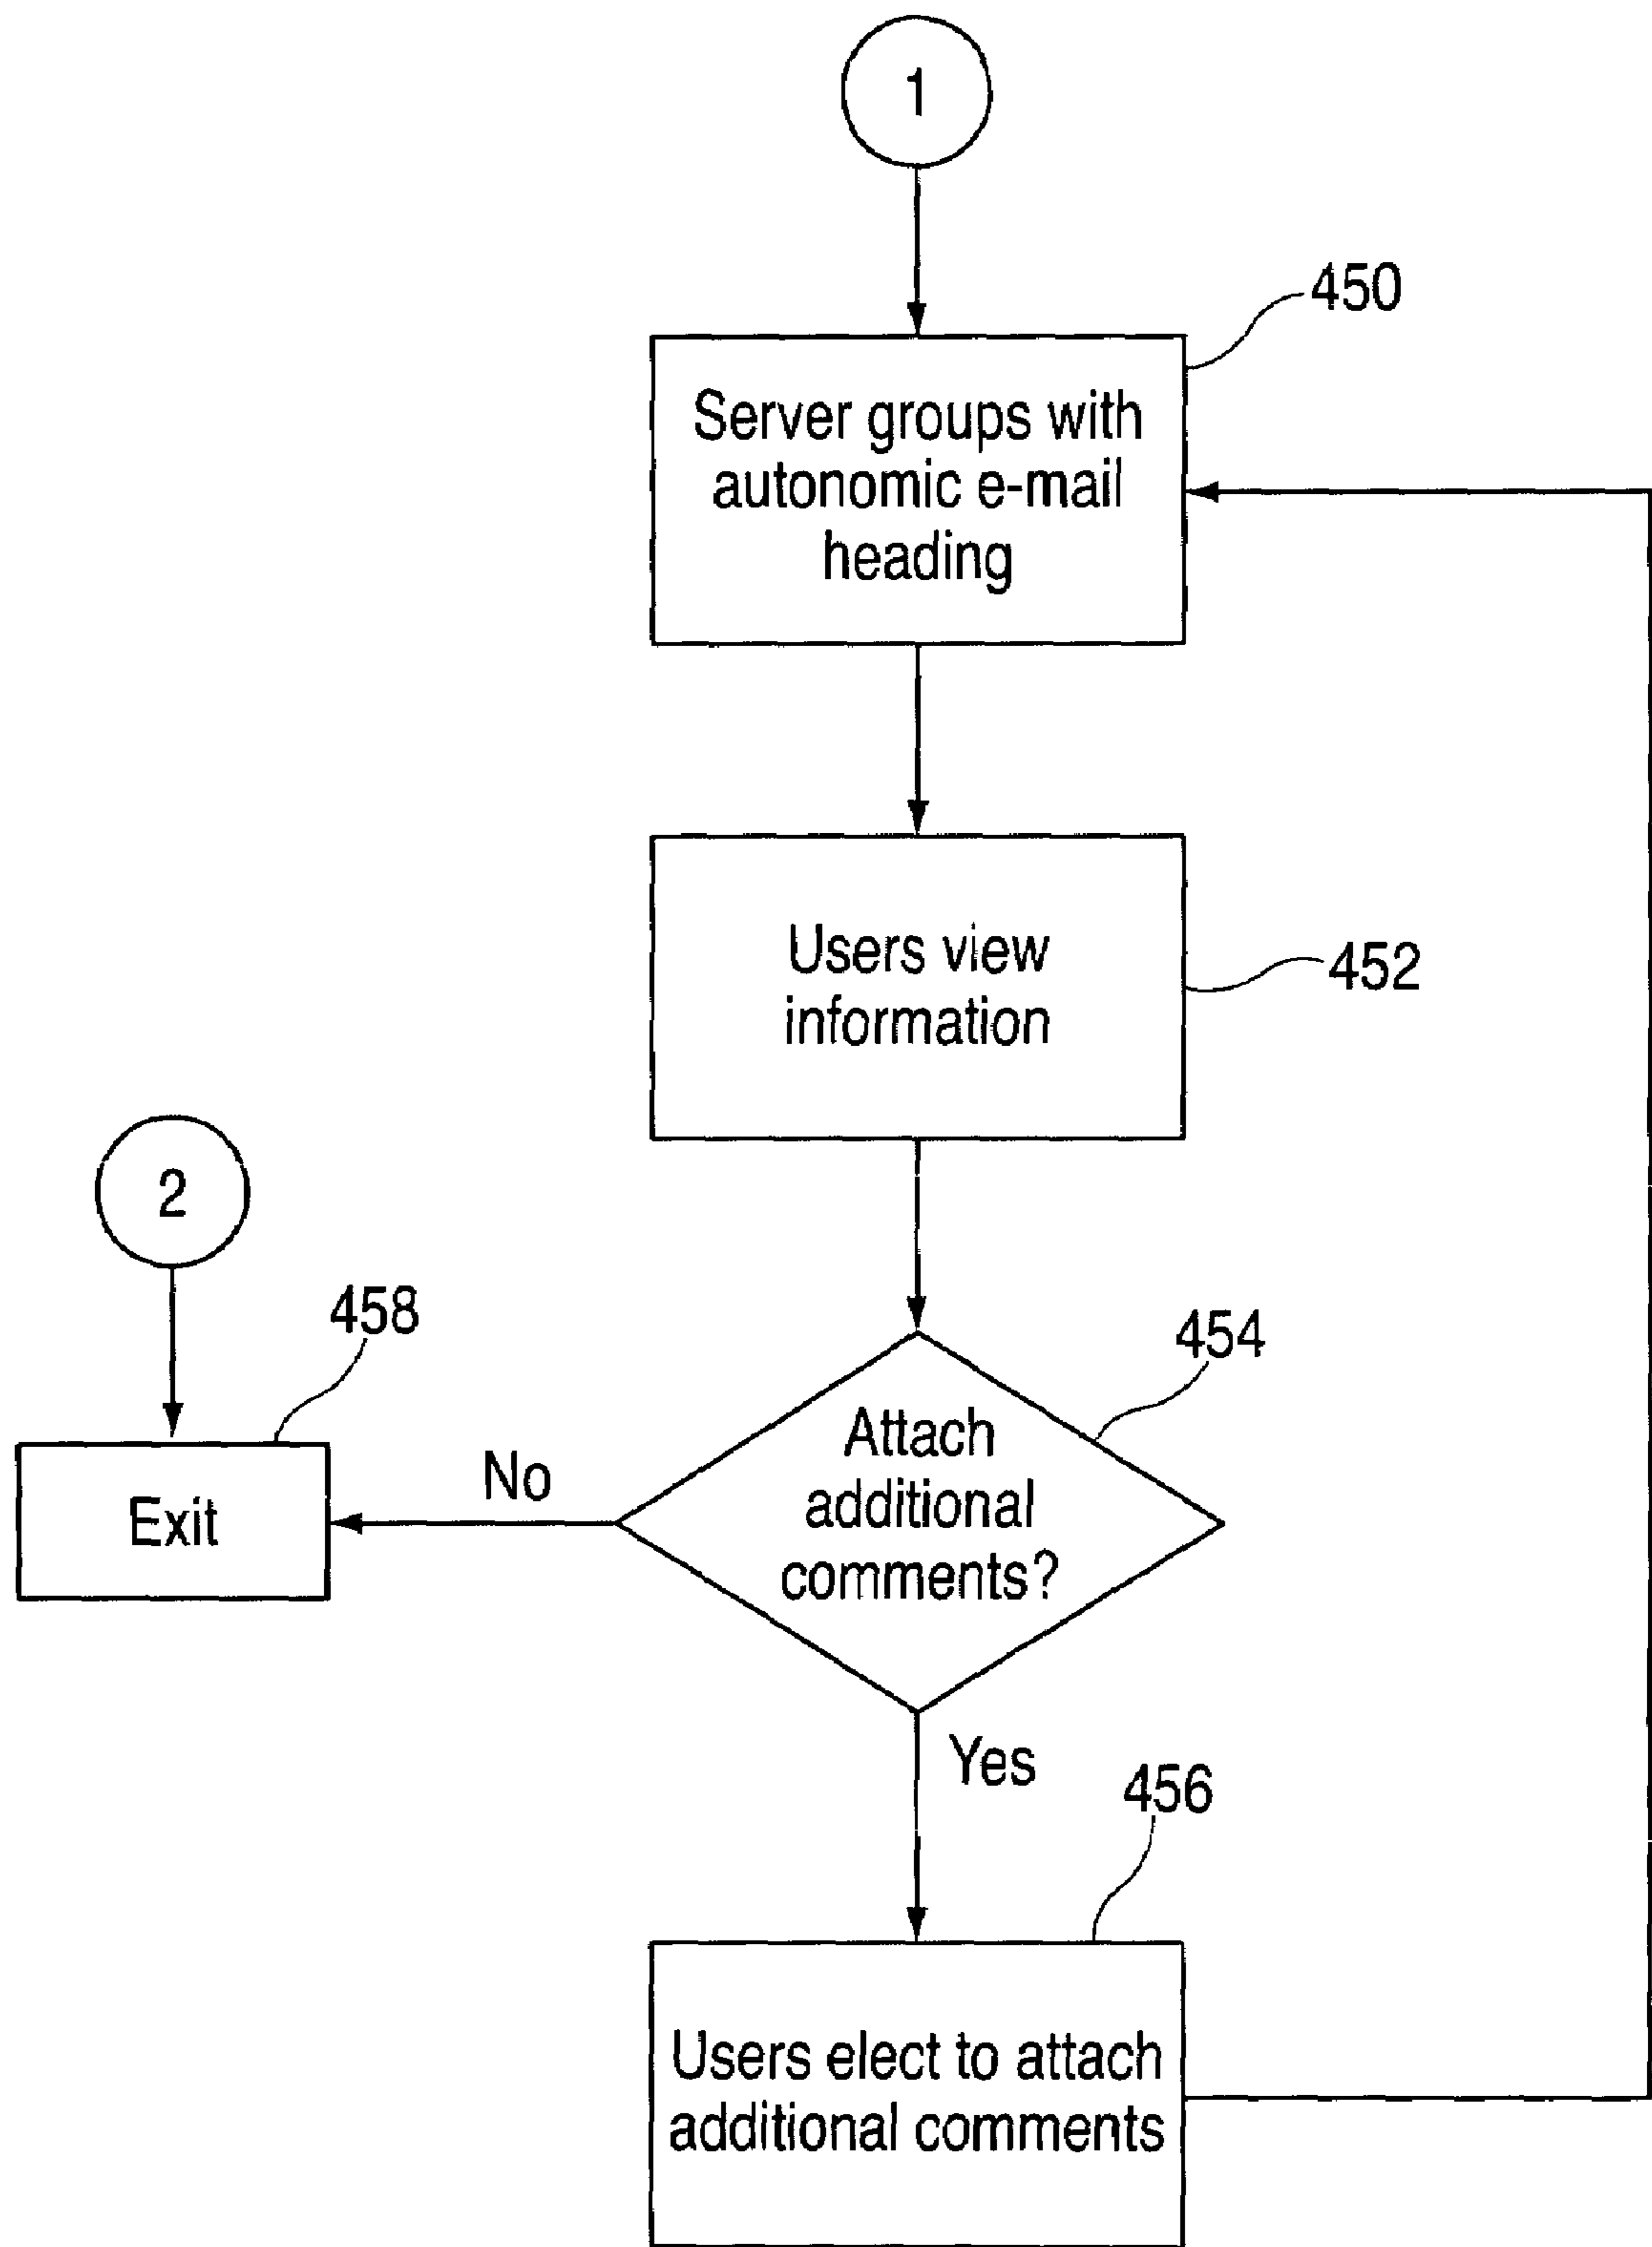 1
450
Server groups with
autonomic e-mail
heading
Users view
information
452
2
458
454
Attach
additional
comments?
No
Exit
Yes
456
Users elect to attach
additional comments